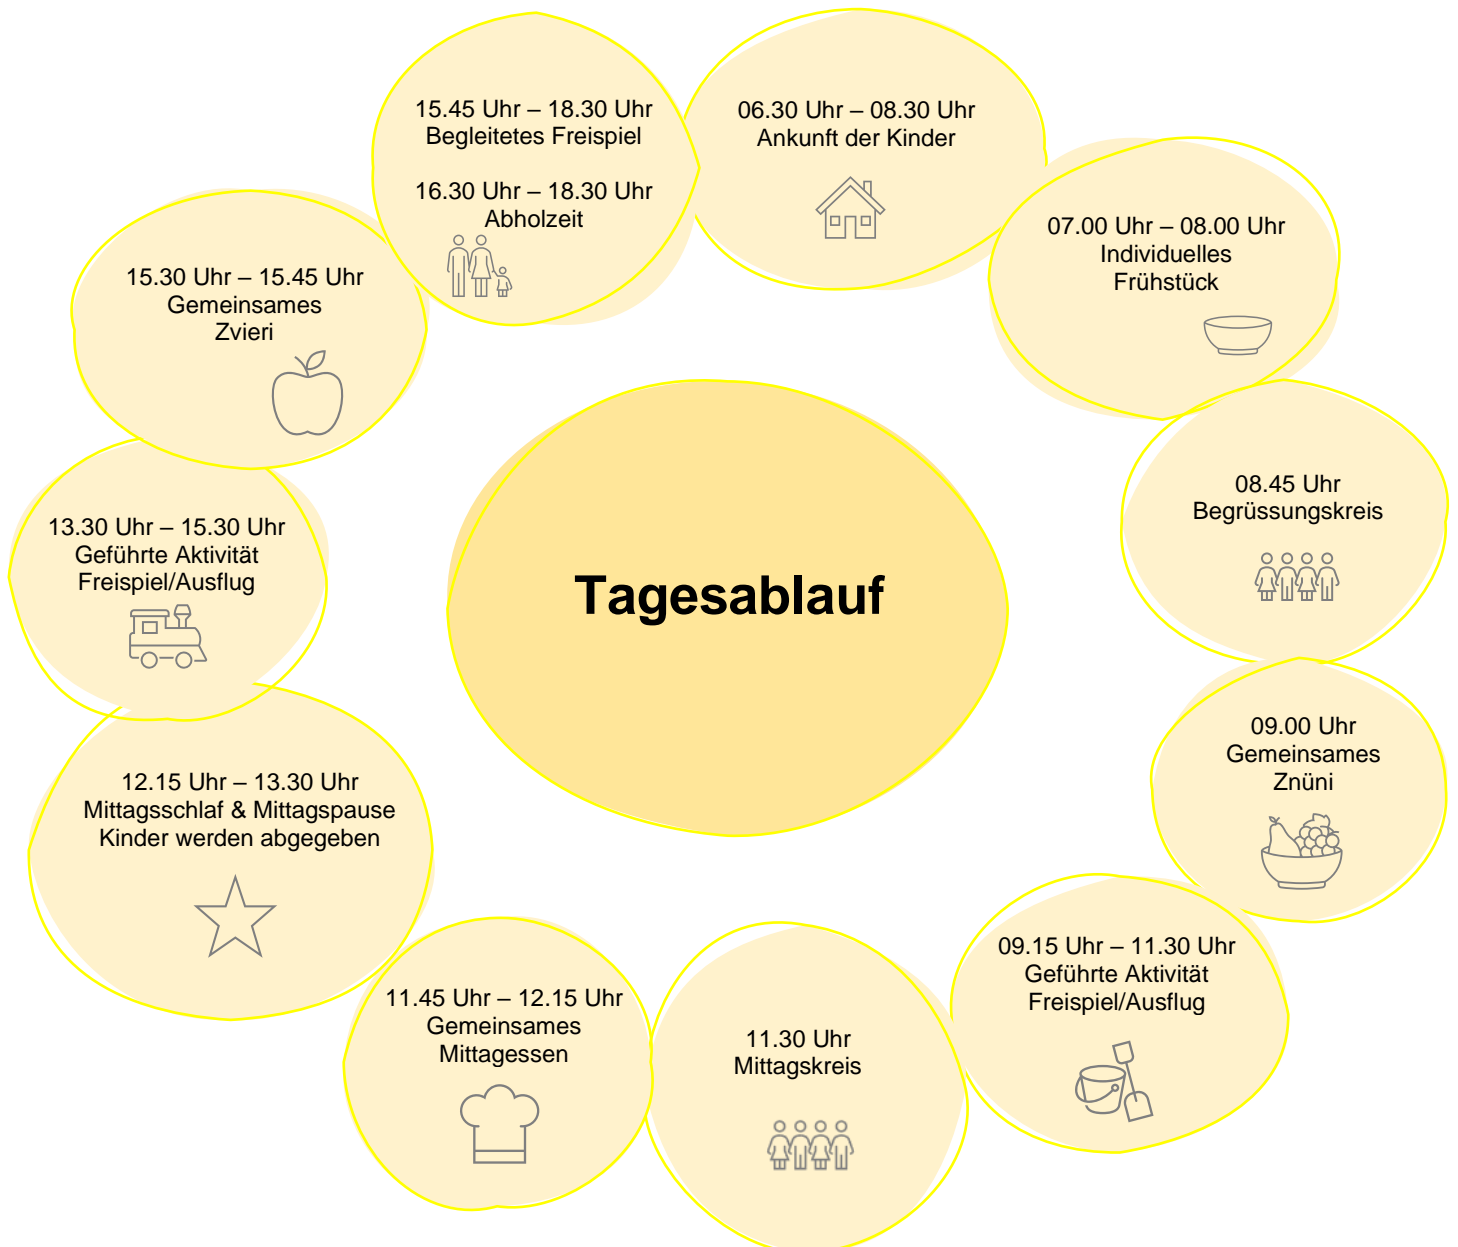 Tagesablauf
06.30 Uhr – 08.30 Uhr
Ankunft der Kinder
07.00 Uhr – 08.00 Uhr
Individuelles
Frühstück
08.45 Uhr
Begrüssungskreis
09.00 Uhr
Gemeinsames
Znüni
09.15 Uhr – 11.30 Uhr
Geführte Aktivität
Freispiel/Ausflug
11.30 Uhr
Mittagskreis
11.45 Uhr – 12.15 Uhr
Gemeinsames
Mittagessen
12.15 Uhr – 13.30 Uhr
Mittagsschlaf & Mittagspause
Kinder werden abgegeben
13.30 Uhr – 15.30 Uhr
Geführte Aktivität
Freispiel/Ausflug
15.30 Uhr – 15.45 Uhr
Gemeinsames
Zvieri
15.45 Uhr – 18.30 Uhr
Begleitetes Freispiel
16.30 Uhr – 18.30 Uhr
Abholzeit